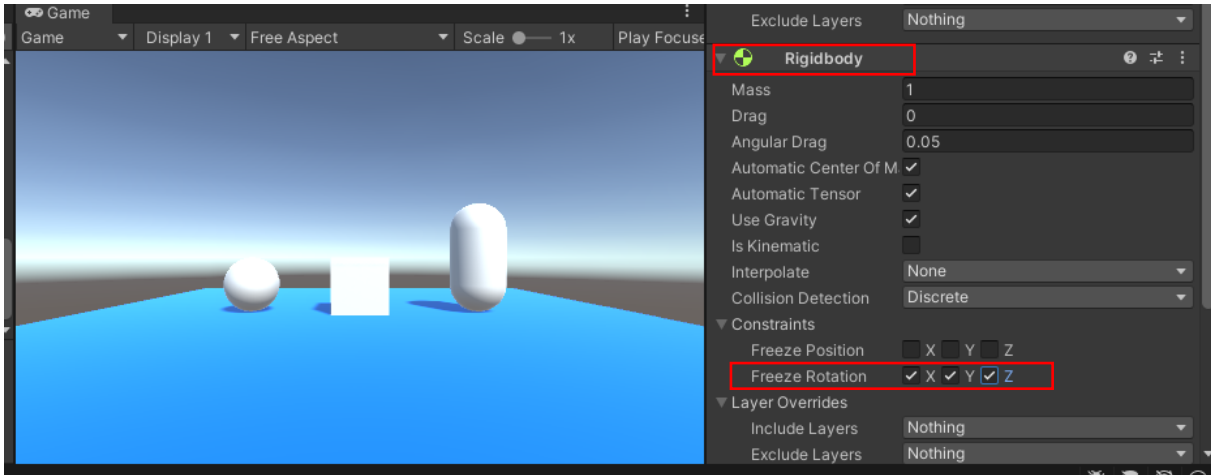 Game
Game Display 1 Free Aspect Scale 1x Play Focuse
Exclude Layers Nothing
Rigidbody
Mass 1
Drag 0
Angular Drag 0.05
Automatic Center Of M
Automatic Tensor
Use Gravity
Is Kinematic
Interpolate None
Collision Detection Discrete
Constraints
Freeze Position X Y Z
Freeze Rotation X Y Z
Layer Overrides
Include Layers Nothing
Exclude Layers Nothing